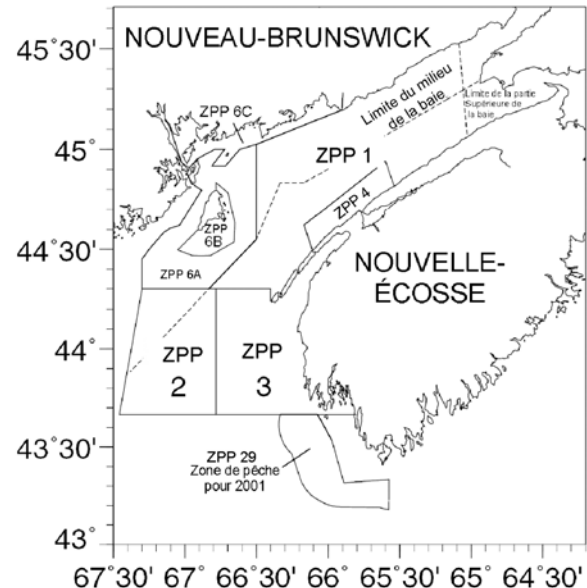 NOUVEAU-BRUNSWICK
45˚30'
Limite du milieu
de la baie
Limite de la partie
Supérieure de
la baie
ZPP 6C
45˚
ZPP 1
ZPP 4
ZPP
6B
44˚30'
NOUVELLE-
ÉCOSSE
ZPP 6A
44˚
ZPP
2
ZPP
3
43˚30'
ZPP 29
Zone de pêche
pour 2001
43˚
67˚30' 67˚ 66˚30' 66˚ 65˚30' 65˚ 64˚30'